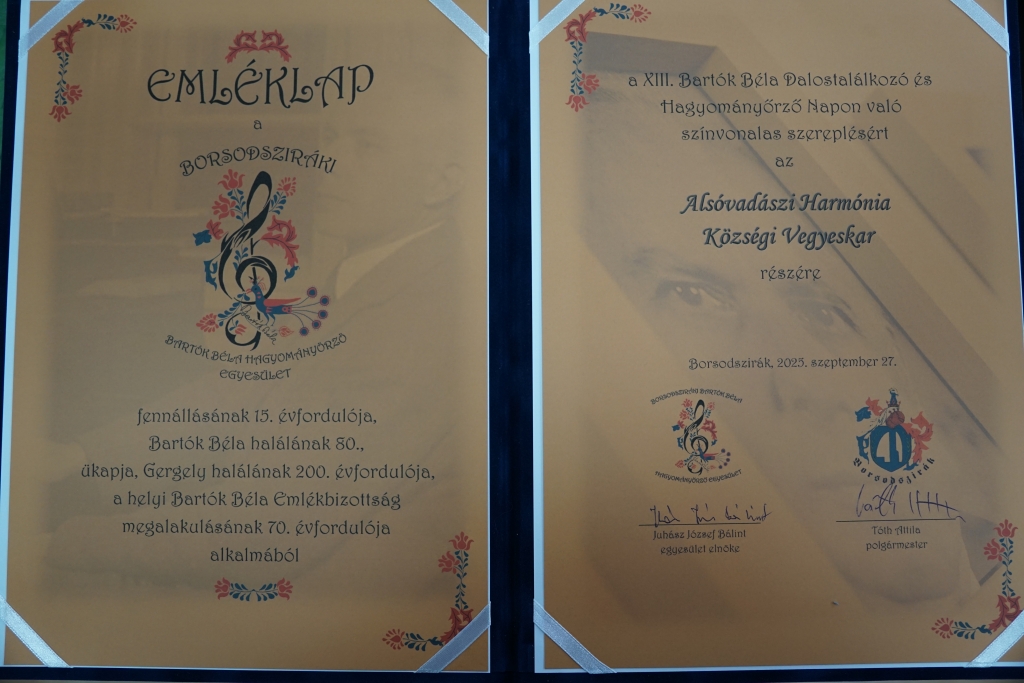 EMLÉKLAP
a
BORSODSZIRÁKI
BARTÓK BÉLA HAGYOMÁNYŐRZŐ
EGYESÜLET
fennállásának 15. évfordulója,
Bartók Béla halálának 80.,
ükapja, Gergely halálának 200. évfordulója,
a helyi Bartók Béla Emlékbizottság
megalakulásának 70. évfordulója
alkalmából
a XIII. Bartók Béla Dalostalálkozó és
Hagyományőrző Napon való
színvonalas szereplésért
az
Alsóvadászi Harmónia
Községi Vegyeskar
részére
Borsodszirák, 2025. szeptember 27.
BORSODSZIRÁKI BARTÓK BÉLA
HAGYOMÁNYŐRZŐ EGYESÜLET
Juhász József Bálint
egyesület elnöke
Borsodszirák
Tóth Attila
polgármester